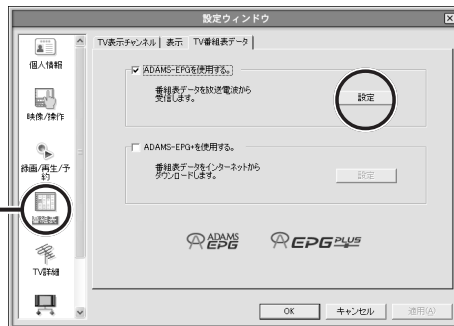 設定ウィンドウ
TV表示チャンネル
表示
TV番組表データ
個人情報
映像/操作
録画/再生/予約
番組表
TV詳細
ADAMS-EPGを使用する。
番組表データを放送電波から
受信します。
設定
ADAMS-EPG+を使用する。
番組表データをインターネットから
ダウンロードします。
設定
ADAMS
EPG
EPG PLUS
OK
キャンセル
適用(A)